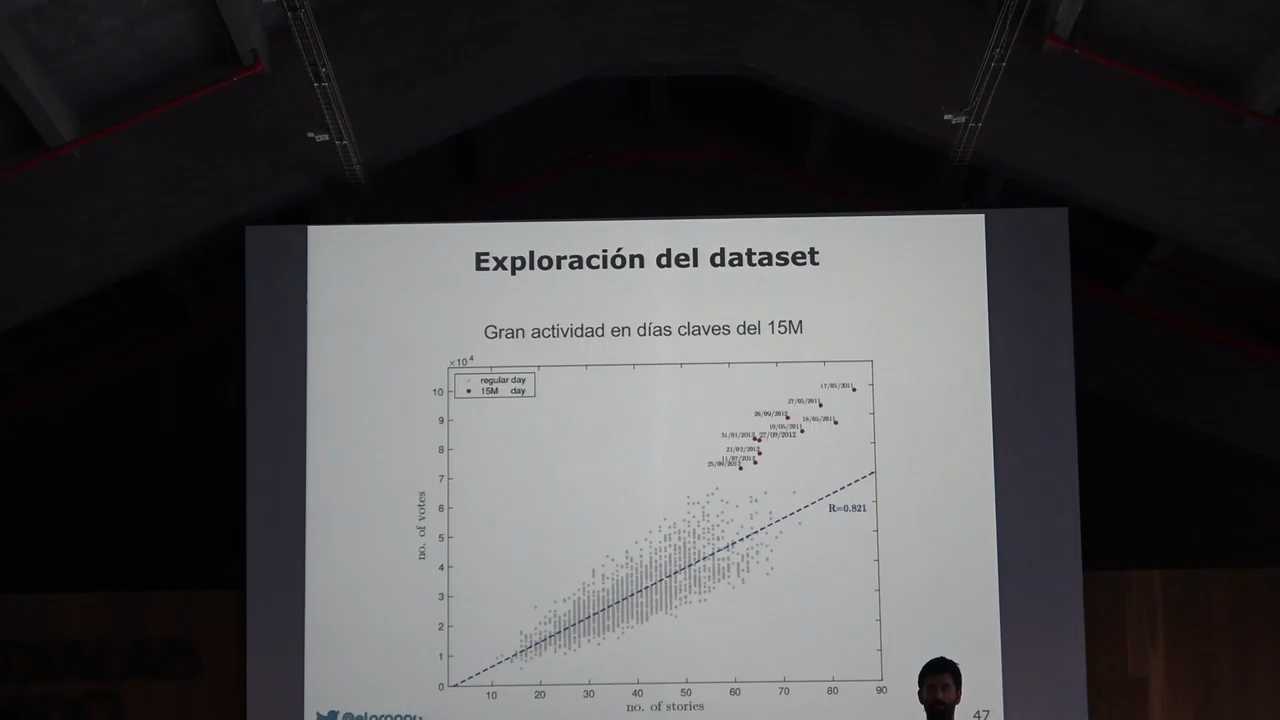 Exploración del dataset
Gran actividad en días claves del 15M
×10⁴
regular day
15M day
10
9
8
7
6
5
4
3
2
1
0
no. of votes
17/05/2011
27/05/2011
26/09/2012
18/05/2011
19/05/2011
31/01/2013
27/09/2012
21/02/2012
11/07/2012
25/09/2012
R=0.821
10 20 30 40 50 60 70 80 90
no. of stories
47